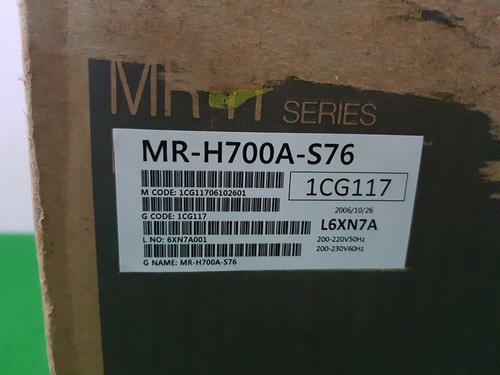 MR-H SERIES
MR-H700A-S76
M CODE: 1CG11706102601
1CG117
G CODE: 1CG117
2006/10/26
L6XN7A
L NO: 6XN7A001
200-220V50Hz
200-230V60Hz
G NAME: MR-H700A-S76